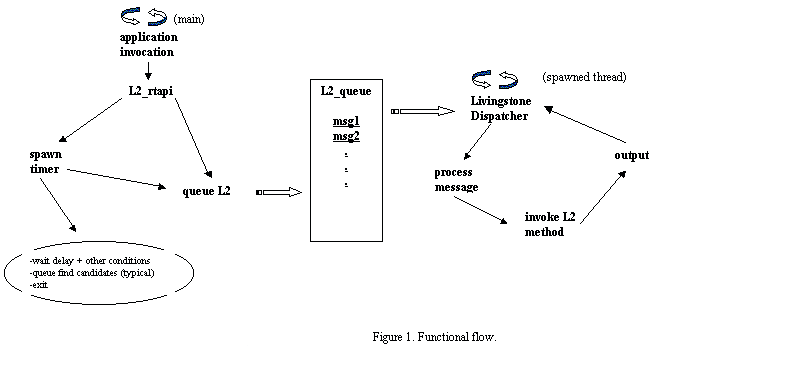 (main)
application
invocation
L2_rtapi
spawn
timer
queue L2
-wait delay + other conditions
-queue find candidates (typical)
-exit
L2_queue
msg1
msg2
:
:
:
(spawned thread)
Livingstone
Dispatcher
process
message
invoke L2
method
output
Figure 1. Functional flow.